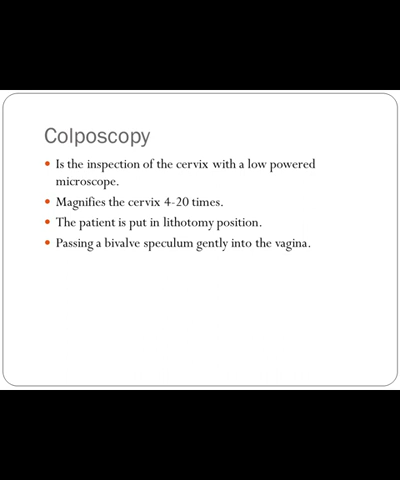 Colposcopy
• Is the inspection of the cervix with a low powered
microscope.
• Magnifies the cervix 4-20 times.
• The patient is put in lithotomy position.
• Passing a bivalve speculum gently into the vagina.